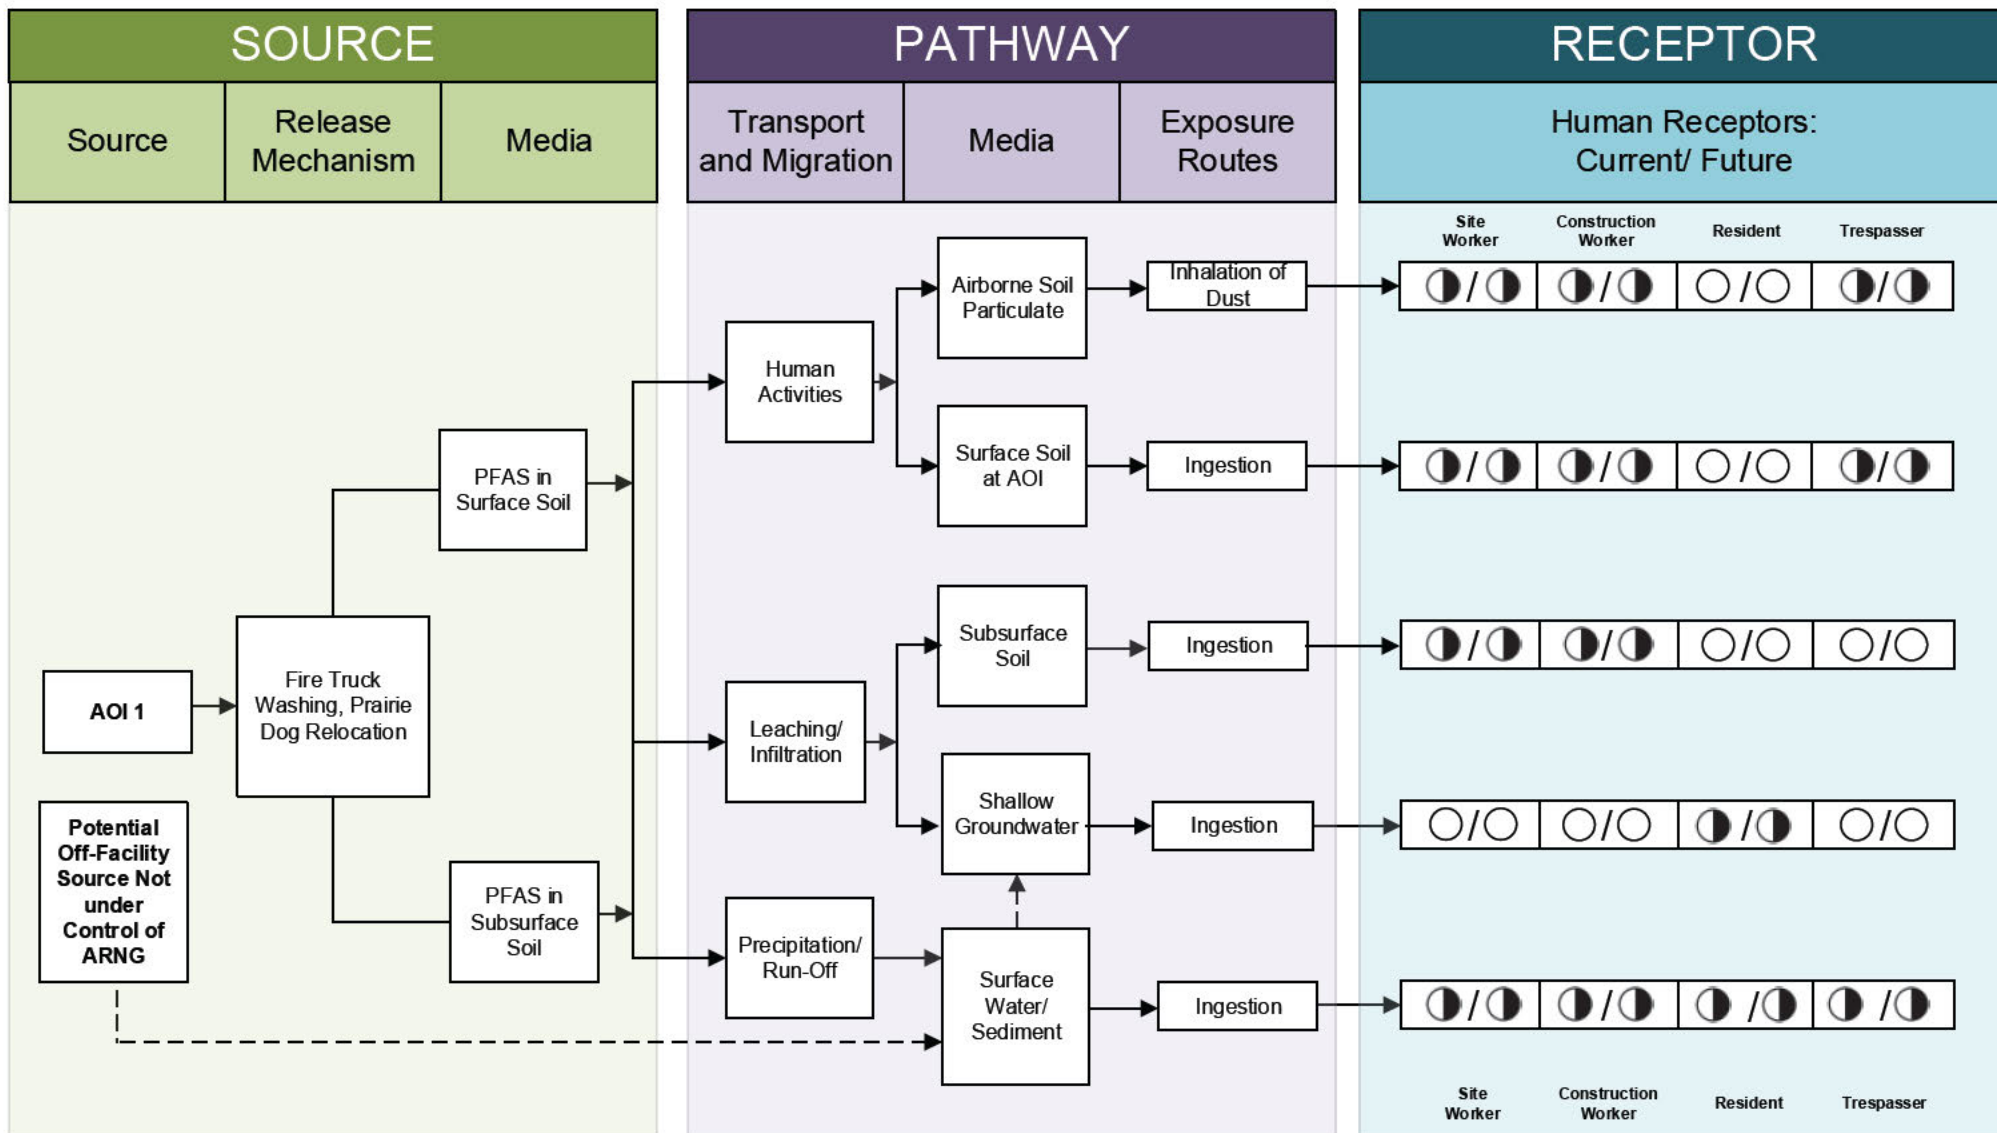 SOURCE
PATHWAY
RECEPTOR
Source
Release
Mechanism
Media
Transport
and Migration
Media
Exposure
Routes
Human Receptors:
Current/ Future
Site
Worker
Construction
Worker
Resident
Trespasser
Airborne Soil
Particulate
Inhalation of
Dust
/
/
/
/
Human
Activities
Surface Soil
at AOI
Ingestion
/
/
/
/
PFAS in
Surface Soil
Subsurface
Soil
Ingestion
/
/
/
/
AOI 1
Fire Truck
Washing, Prairie
Dog Relocation
Leaching/
Infiltration
Shallow
Groundwater
Ingestion
/
/
/
/
Potential
Off-Facility
Source Not
under
Control of
ARNG
PFAS in
Subsurface
Soil
Precipitation/
Run-Off
Surface
Water/
Sediment
Ingestion
/
/
/
/
Site
Worker
Construction
Worker
Resident
Trespasser